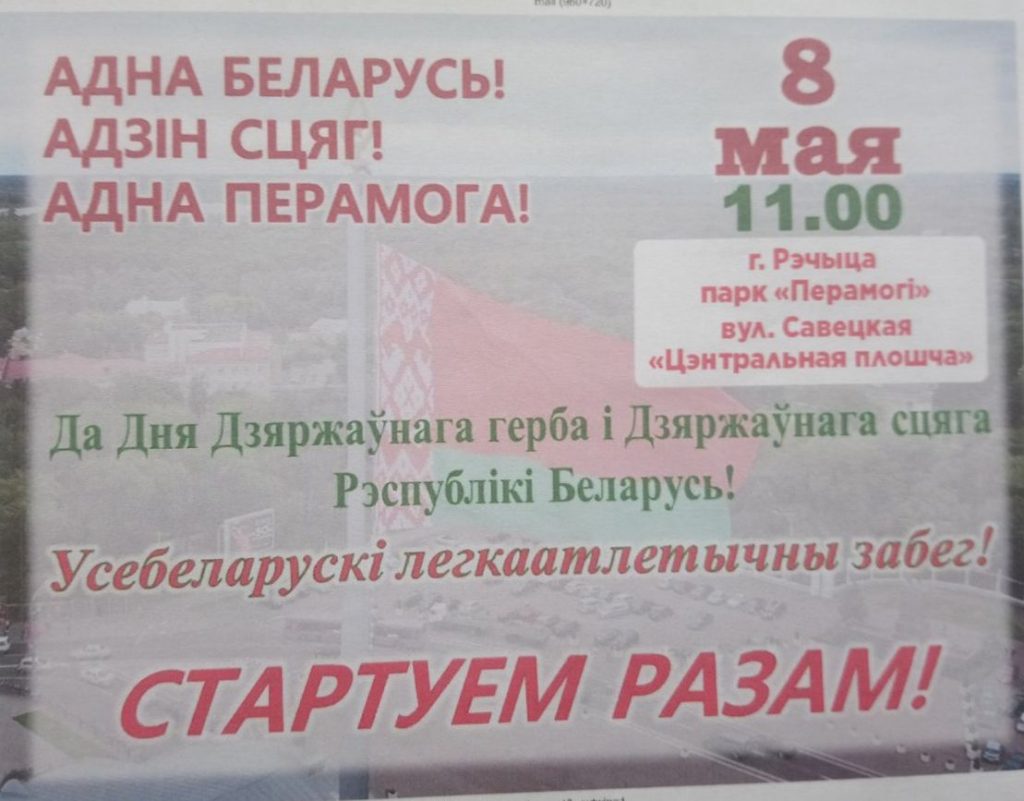 АДНА БЕЛАРУСЬ!
АДЗІН СЦЯГ!
АДНА ПЕРАМОГА!
8
мая
11.00
г. Рэчыца
парк «Перамогі»
вул. Савецкая
«Цэнтральная плошча»
Да Дня Дзяржаўнага герба і Дзяржаўнага сцяга
Рэспублікі Беларусь!
Усебеларускі легкаатлетычны забег!
СТАРТУЕМ РАЗАМ!